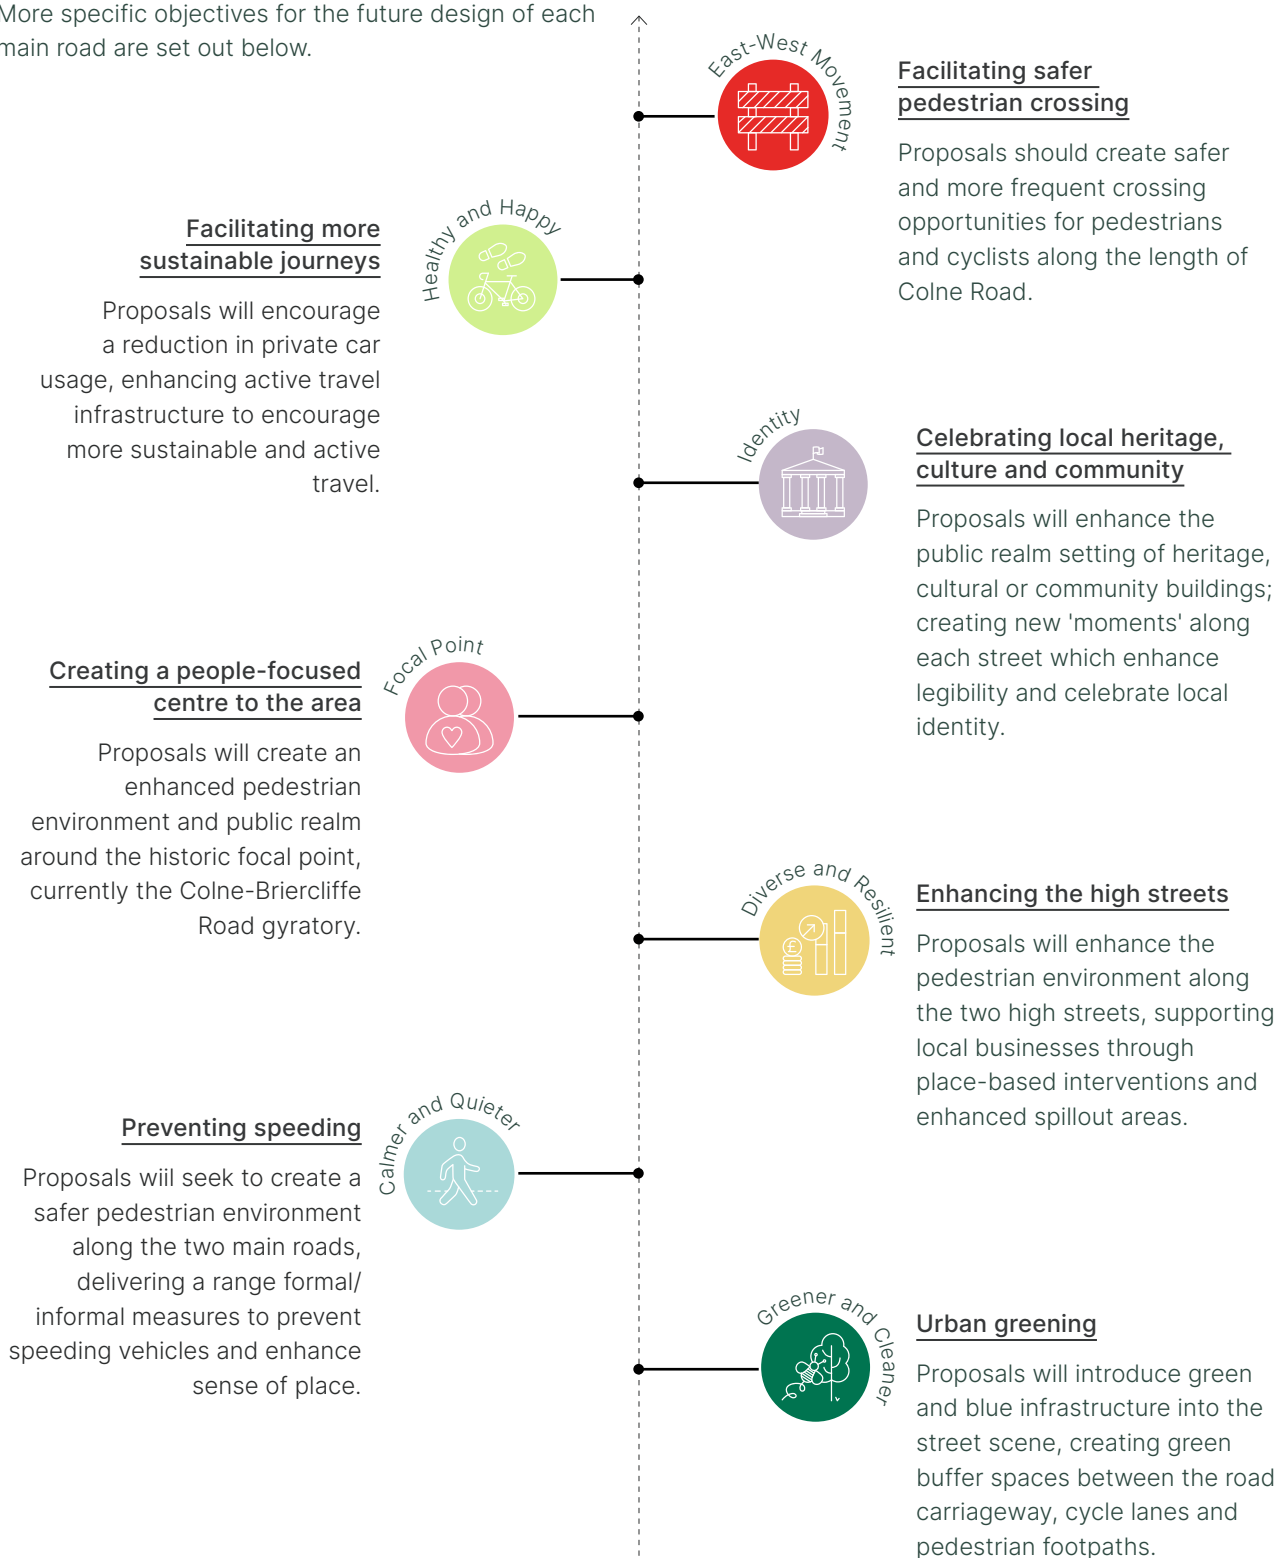 More specific objectives for the future design of each
main road are set out below.
East-West Movement
Facilitating safer
pedestrian crossing
Proposals should create safer
and more frequent crossing
opportunities for pedestrians
and cyclists along the length of
Colne Road.
Healthy and Happy
Facilitating more
sustainable journeys
Proposals will encourage
a reduction in private car
usage, enhancing active travel
infrastructure to encourage
more sustainable and active
travel.
Identity
Celebrating local heritage,
culture and community
Proposals will enhance the
public realm setting of heritage,
cultural or community buildings;
creating new 'moments' along
each street which enhance
legibility and celebrate local
identity.
Focal Point
Creating a people-focused
centre to the area
Proposals will create an
enhanced pedestrian
environment and public realm
around the historic focal point,
currently the Colne-Briercliffe
Road gyratory.
Diverse and Resilient
£
Enhancing the high streets
Proposals will enhance the
pedestrian environment along
the two high streets, supporting
local businesses through
place-based interventions and
enhanced spillout areas.
Calmer and Quieter
Preventing speeding
Proposals wiil seek to create a
safer pedestrian environment
along the two main roads,
delivering a range formal/
informal measures to prevent
speeding vehicles and enhance
sense of place.
Greener and Cleaner
Urban greening
Proposals will introduce green
and blue infrastructure into the
street scene, creating green
buffer spaces between the road
carriageway, cycle lanes and
pedestrian footpaths.